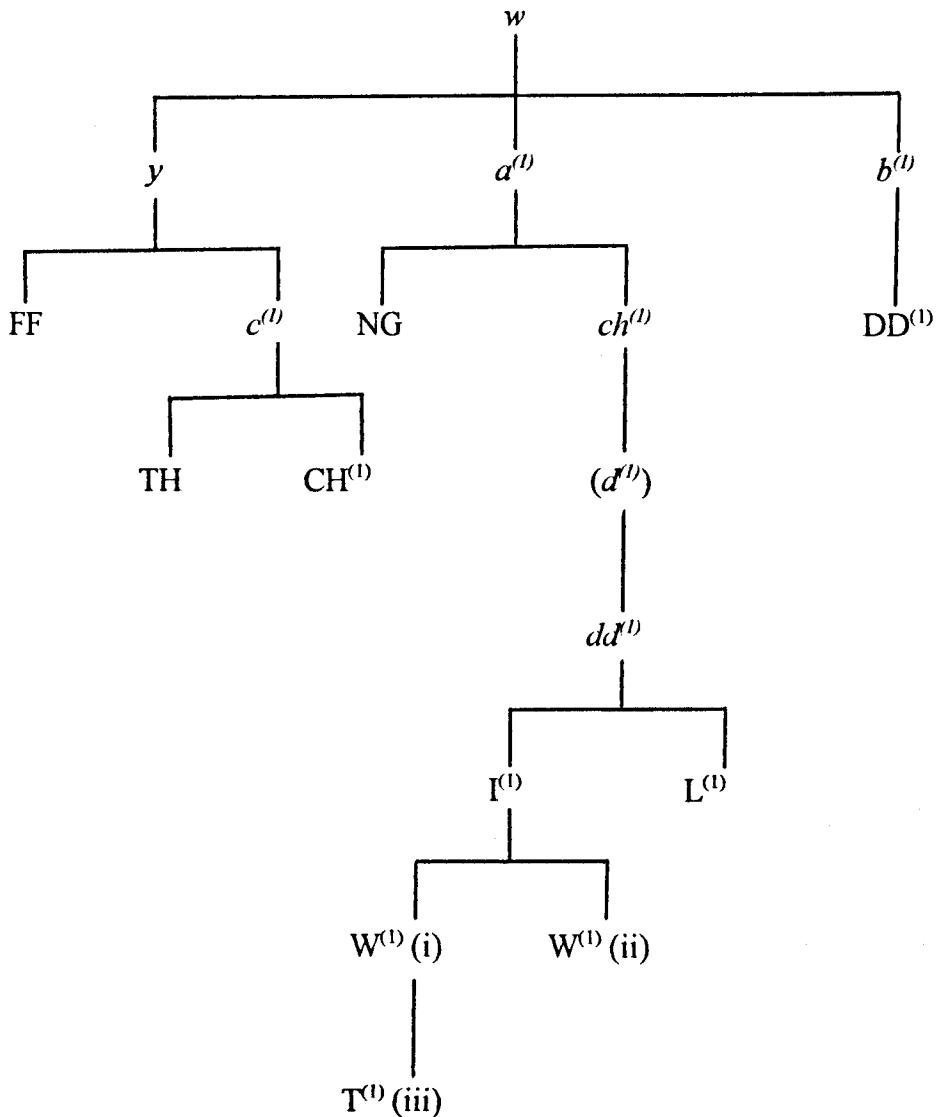 w
y a⁽¹⁾ b⁽¹⁾
FF c⁽¹⁾ NG ch⁽¹⁾ DD⁽¹⁾
TH CH⁽¹⁾ (d⁽¹⁾)
dd⁽¹⁾
I⁽¹⁾ L⁽¹⁾
W⁽¹⁾ (i) W⁽¹⁾ (ii)
T⁽¹⁾ (iii)